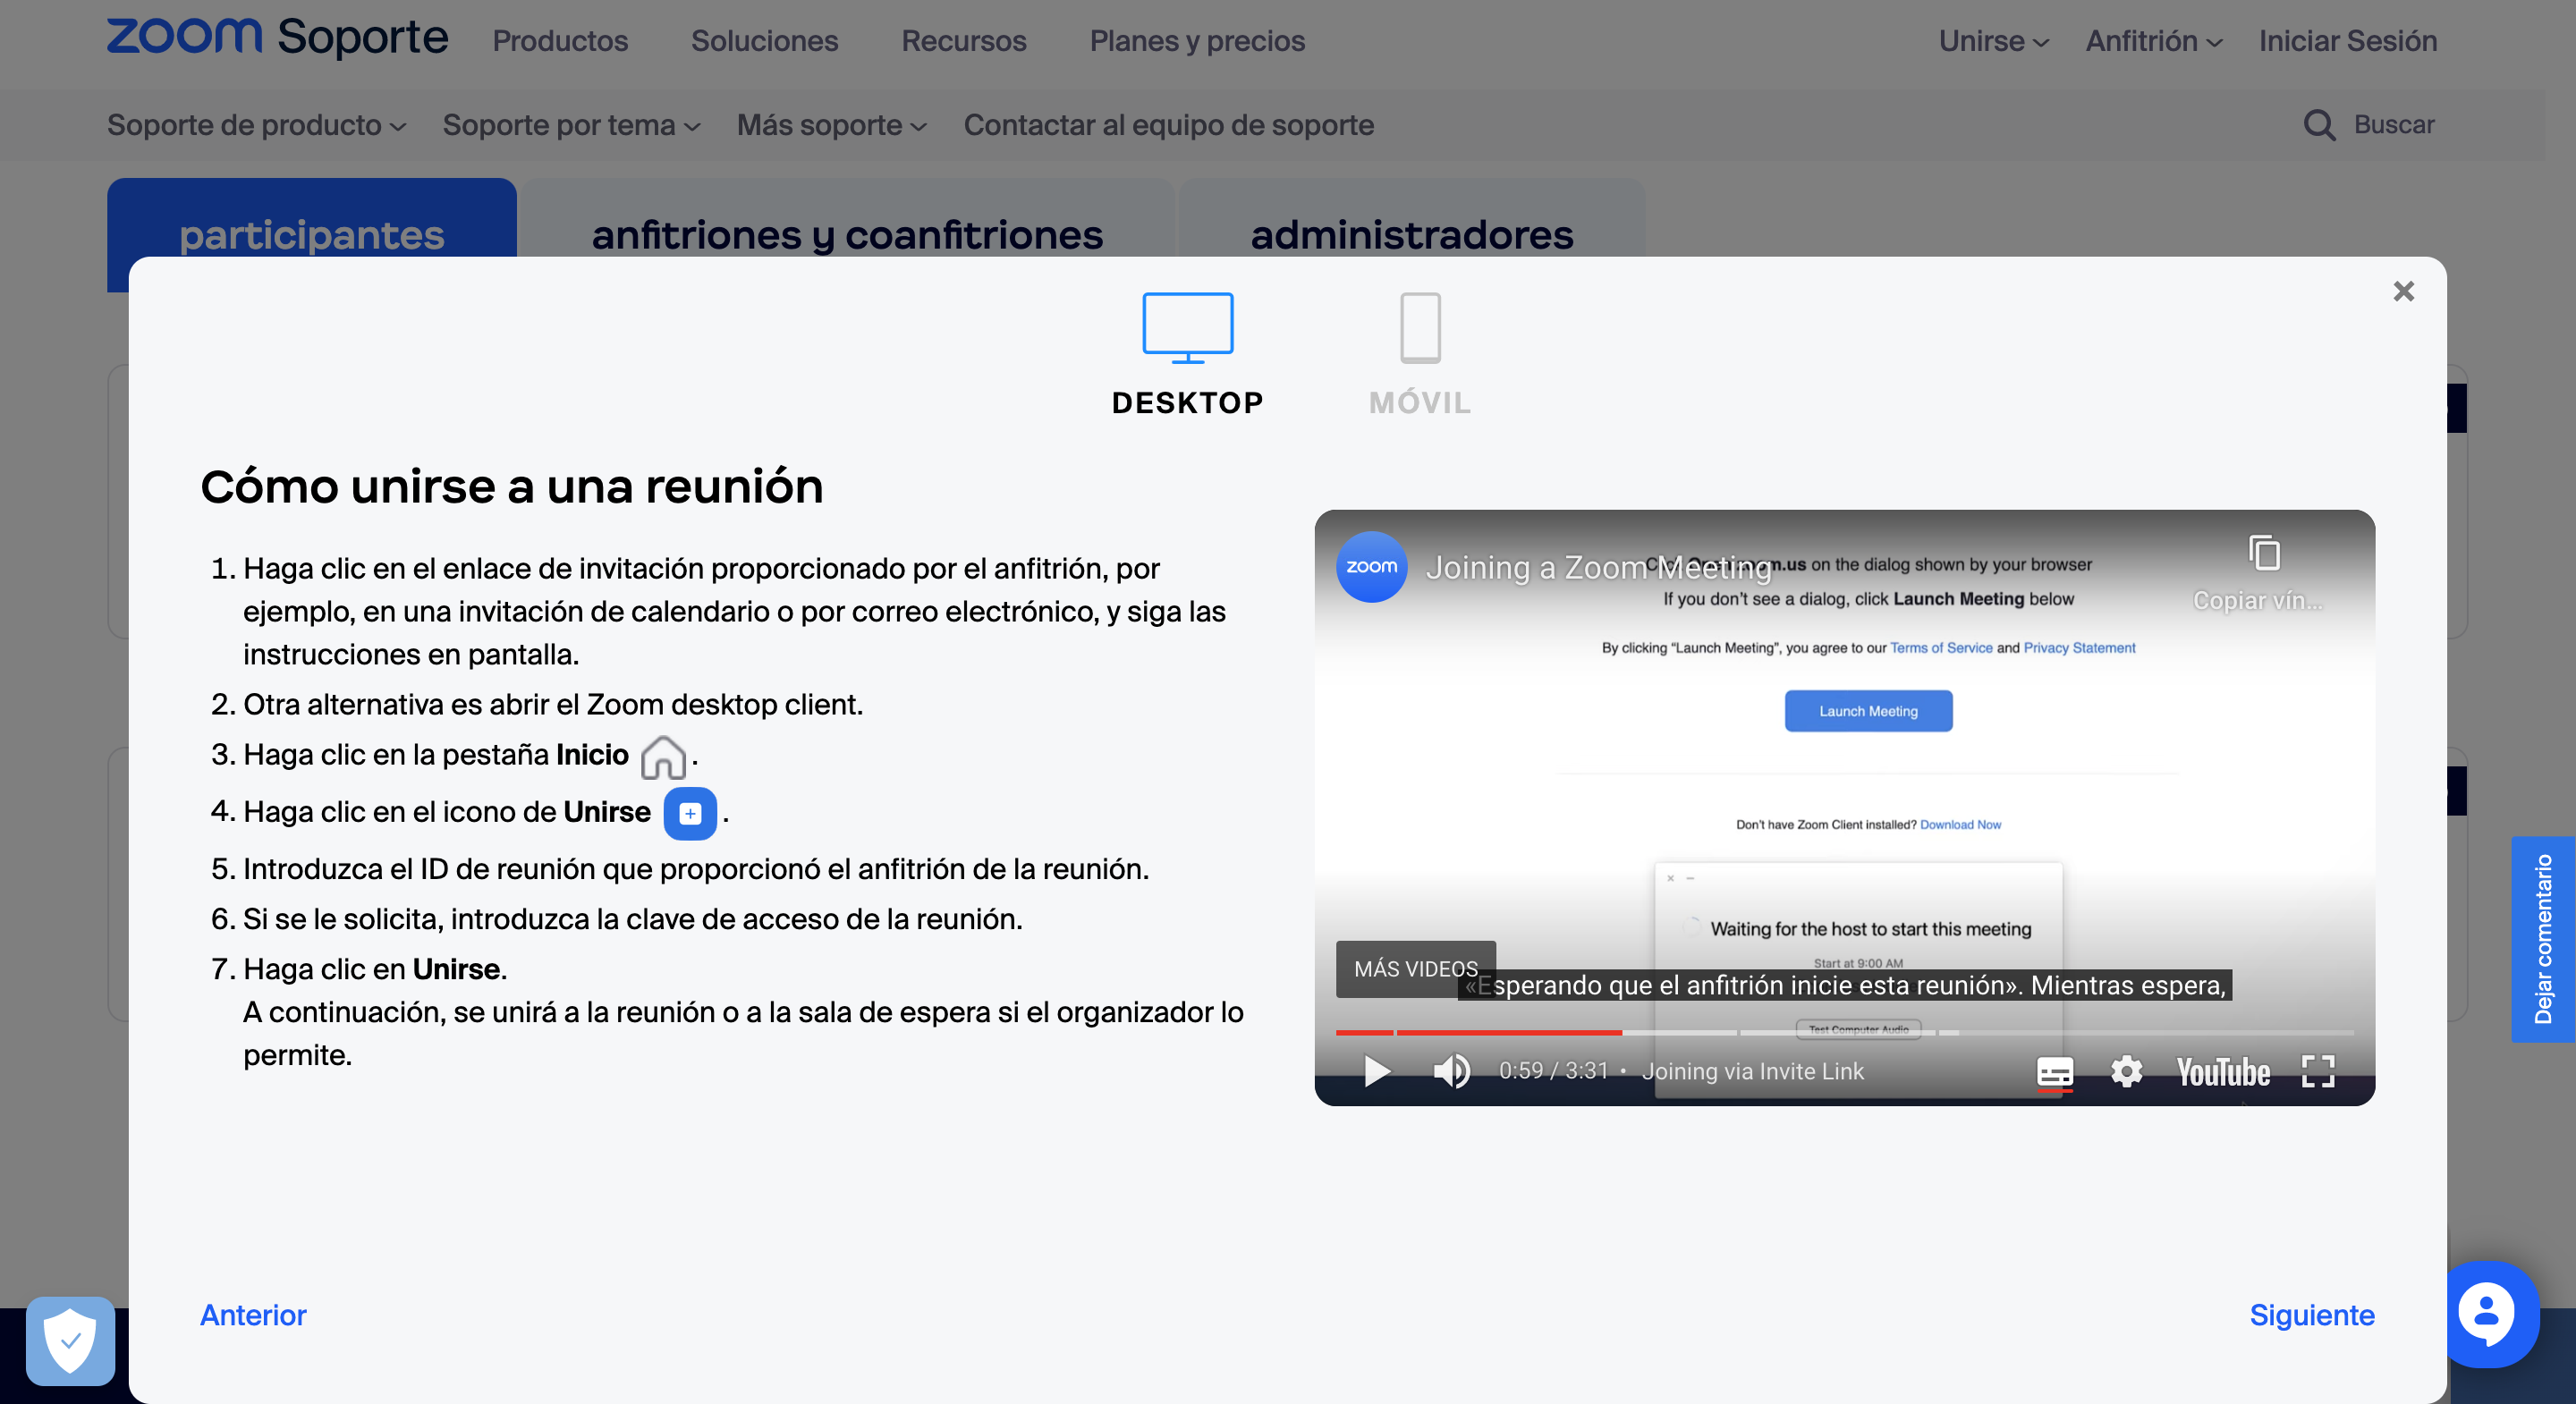 zoom Soporte Productos Soluciones Recursos Planes y precios Unirse Anfitrión Iniciar Sesión
Soporte de producto Soporte por tema Más soporte Contactar al equipo de soporte Buscar
participantes anfitriones y coanfitriones administradores
DESKTOP MÓVIL
Cómo unirse a una reunión
1. Haga clic en el enlace de invitación proporcionado por el anfitrión, por
ejemplo, en una invitación de calendario o por correo electrónico, y siga las
instrucciones en pantalla.
2. Otra alternativa es abrir el Zoom desktop client.
3. Haga clic en la pestaña Inicio .
4. Haga clic en el icono de Unirse .
5. Introduzca el ID de reunión que proporcionó el anfitrión de la reunión.
6. Si se le solicita, introduzca la clave de acceso de la reunión.
7. Haga clic en Unirse.
A continuación, se unirá a la reunión o a la sala de espera si el organizador lo
permite.
zoom Joining a Zoom Meeting
zoom.us on the dialog shown by your browser
Copiar vín...
If you don't see a dialog, click Launch Meeting below
By clicking "Launch Meeting", you agree to our Terms of Service and Privacy Statement
Launch Meeting
Don't have Zoom Client installed? Download Now
Waiting for the host to start this meeting
Start at 9:00 AM
MÁS VIDEOS
«Esperando que el anfitrión inicie esta reunión». Mientras espera,
Test Computer Audio
0:59 / 3:31 • Joining via Invite Link YouTube
Dejar comentario
Anterior Siguiente